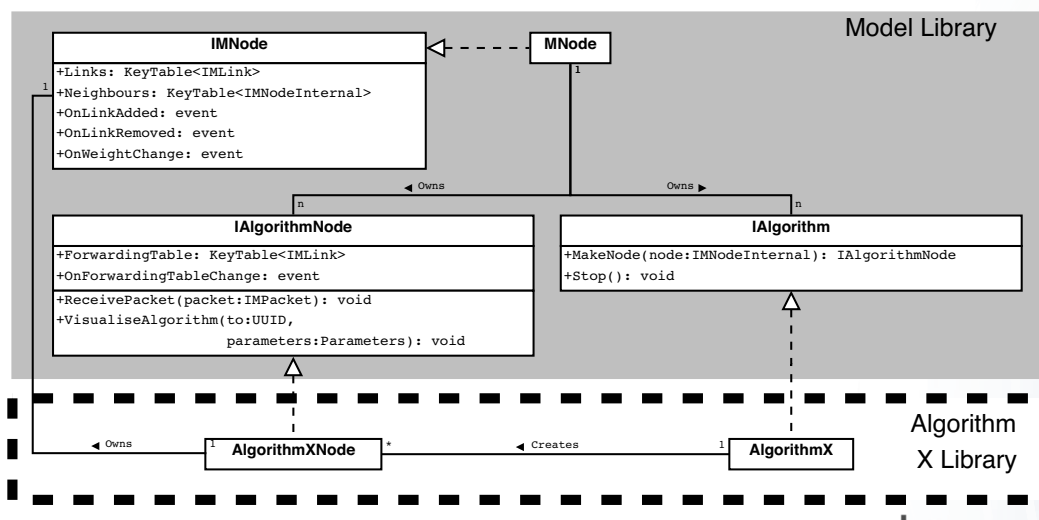 Model Library
IMNode
MNode
+Links: KeyTable<IMLink>
+Neighbours: KeyTable<IMNodeInternal>
+OnLinkAdded: event
+OnLinkRemoved: event
+OnWeightChange: event
1
1
◄ Owns
Owns ►
n
n
IAlgorithmNode
+ForwardingTable: KeyTable<IMLink>
+OnForwardingTableChange: event
+ReceivePacket(packet:IMPacket): void
+VisualiseAlgorithm(to:UUID,
parameters:Parameters): void
IAlgorithm
+MakeNode(node:IMNodeInternal): IAlgorithmNode
+Stop(): void
Algorithm
X Library
◄ Owns
1
AlgorithmXNode
*
◄ Creates
1
AlgorithmX